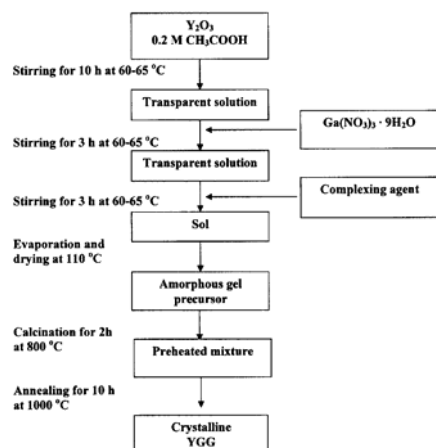 Y₂O₃
0.2 M CH₃COOH
Stirring for 10 h at 60-65 °C
Transparent solution
Ga(NO₃)₃ · 9H₂O
Stirring for 3 h at 60-65 °C
Transparent solution
Complexing agent
Stirring for 3 h at 60-65 °C
Sol
Evaporation and
drying at 110 °C
Amorphous gel
precursor
Calcination for 2h
at 800 °C
Preheated mixture
Annealing for 10 h
at 1000 °C
Crystalline
YGG